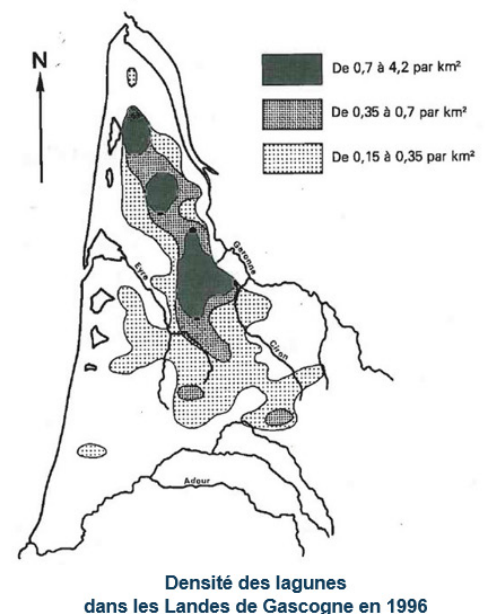 N
De 0,7 à 4,2 par km²
De 0,35 à 0,7 par km²
De 0,15 à 0,35 par km²
Garonne
Eyre
Ciron
Adour
Densité des lagunes
dans les Landes de Gascogne en 1996